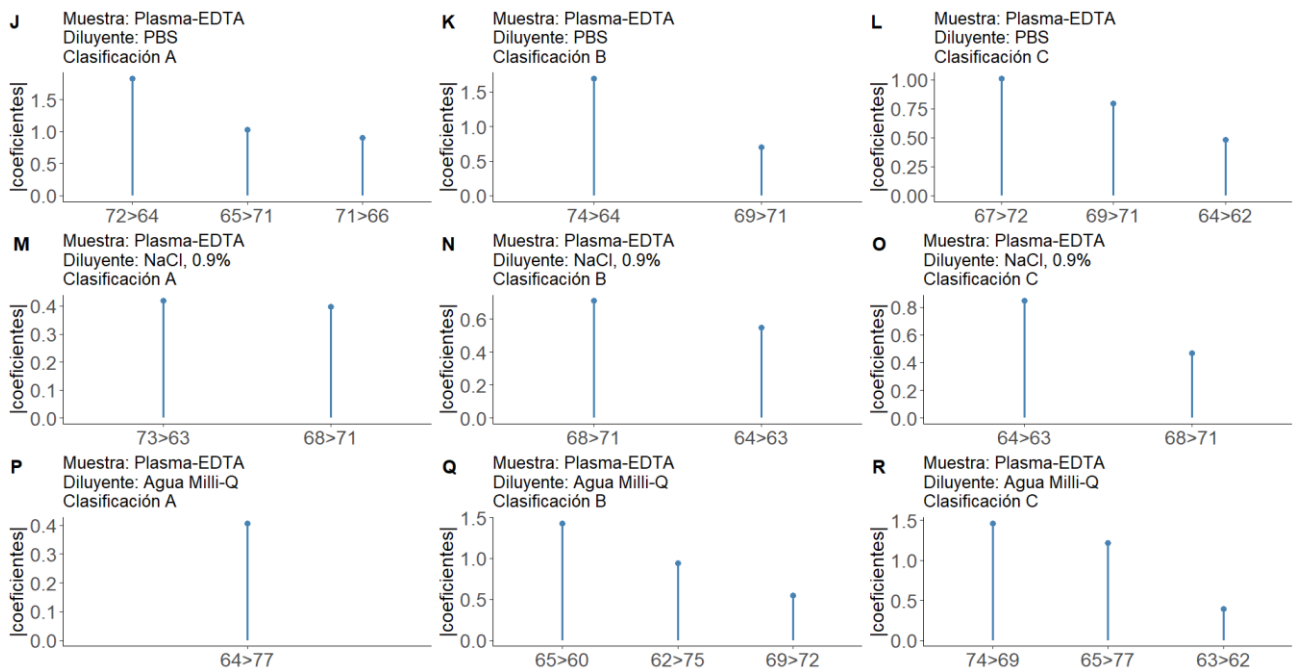 J
Muestra: Plasma-EDTA
Diluyente: PBS
Clasificación A
|coeficientes|
1.5
1.0
0.5
0.0
72>64 65>71 71>66
K
Muestra: Plasma-EDTA
Diluyente: PBS
Clasificación B
|coeficientes|
1.5
1.0
0.5
0.0
74>64 69>71
L
Muestra: Plasma-EDTA
Diluyente: PBS
Clasificación C
|coeficientes|
1.00
0.75
0.50
0.25
0.00
67>72 69>71 64>62
M
Muestra: Plasma-EDTA
Diluyente: NaCl, 0.9%
Clasificación A
|coeficientes|
0.4
0.3
0.2
0.1
0.0
73>63 68>71
N
Muestra: Plasma-EDTA
Diluyente: NaCl, 0.9%
Clasificación B
|coeficientes|
0.6
0.4
0.2
0.0
68>71 64>63
O
Muestra: Plasma-EDTA
Diluyente: NaCl, 0.9%
Clasificación C
|coeficientes|
0.8
0.6
0.4
0.2
0.0
64>63 68>71
P
Muestra: Plasma-EDTA
Diluyente: Agua Milli-Q
Clasificación A
|coeficientes|
0.4
0.3
0.2
0.1
0.0
64>77
Q
Muestra: Plasma-EDTA
Diluyente: Agua Milli-Q
Clasificación B
|coeficientes|
1.5
1.0
0.5
0.0
65>60 62>75 69>72
R
Muestra: Plasma-EDTA
Diluyente: Agua Milli-Q
Clasificación C
|coeficientes|
1.5
1.0
0.5
0.0
74>69 65>77 63>62